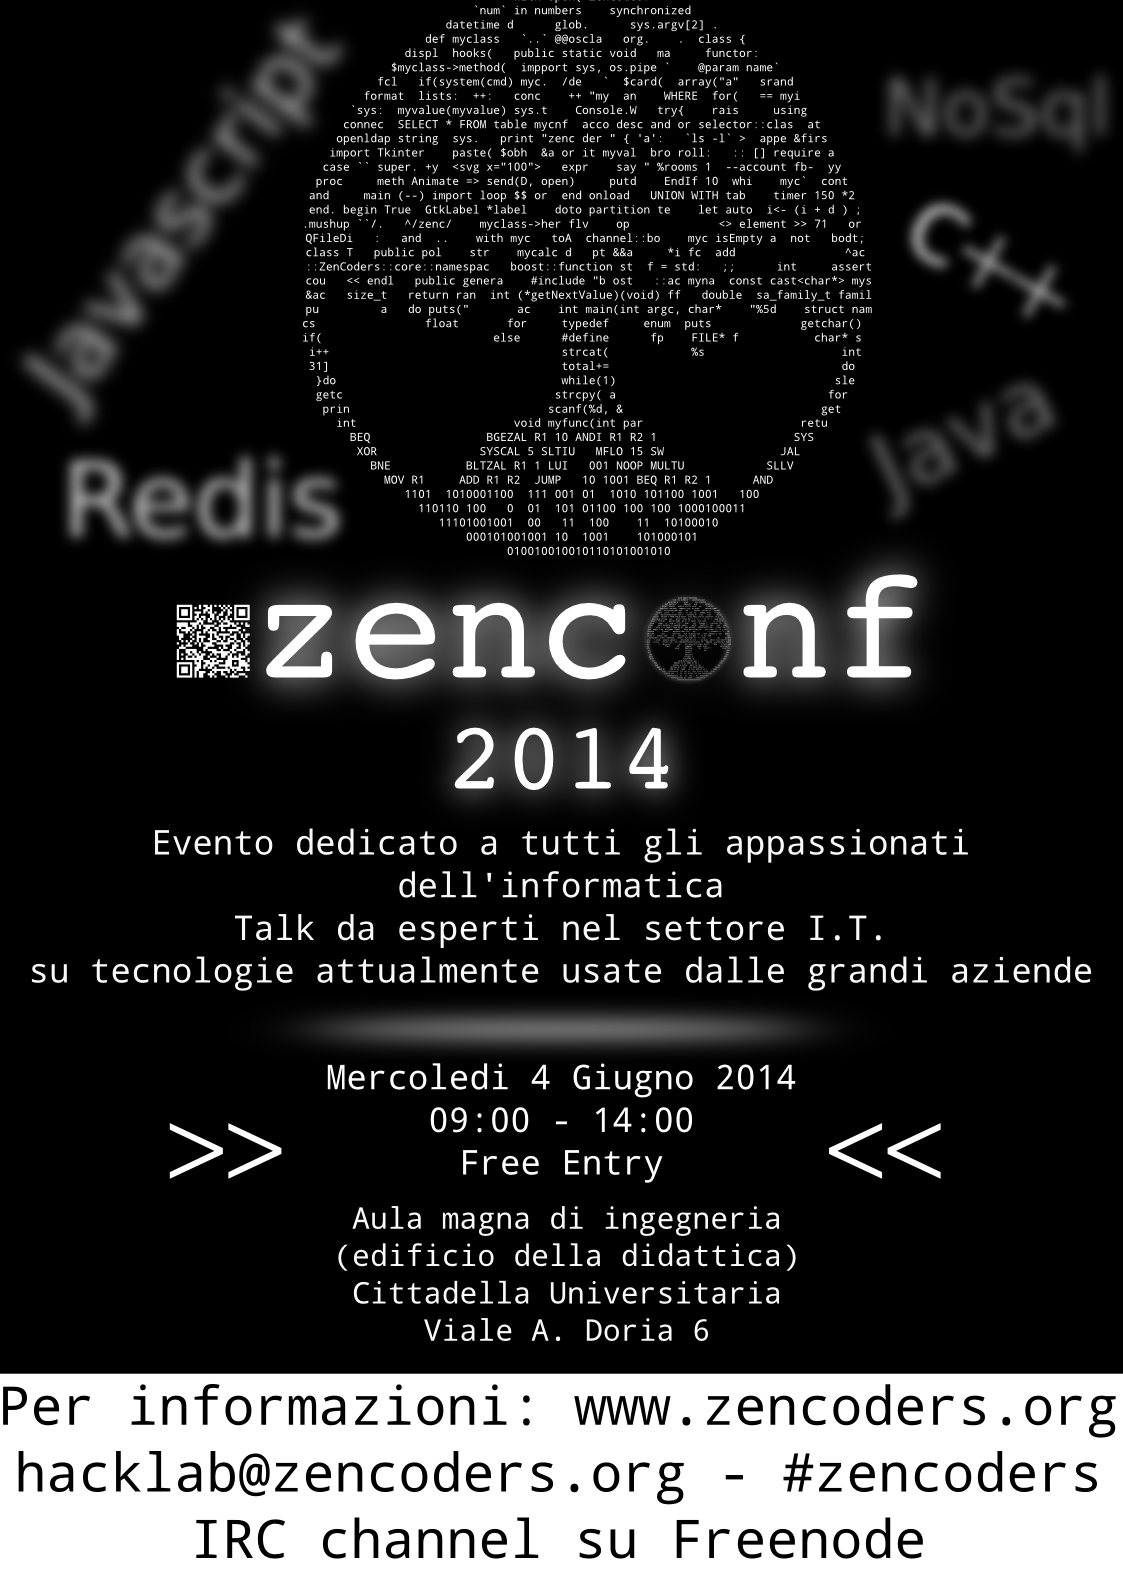 `num` in numbers synchronized
datetime d glob. sys.argv[2] .
def myclass `..` @@oscla org. . class {
displ hooks( public static void ma functor:
$myclass->method( impport sys, os.pipe ` @param name`
fcl if(system(cmd) myc. /de ` $card( array("a" srand
format lists: ++: conc ++ "my an WHERE for( == myi
`sys: myvalue(myvalue) sys.t Console.W try{ rais using
connec SELECT * FROM table mycnf acco desc and or selector::clas at
openldap string sys. print "zenc der " { 'a': `ls -l` > appe &firs
import Tkinter paste( $obh &a or it myval bro roll: :: [] require a
case `` super. +y <svg x="100"> expr say " %rooms 1 --account fb- yy
proc meth Animate => send(D, open) putd EndIf 10 whi myc` cont
and main (--) import loop $$ or end onload UNION WITH tab timer 150 *2
end. begin True GtkLabel *label doto partition te let auto i<- (i + d ) ;
.mushup ``/. ^/zenc/ myclass->her flv op <> element >> 71 or
QFileDi : and .. with myc toA channel::bo myc isEmpty a not bodt;
class T public pol str mycalc d pt &&a *i fc add ^ac
::ZenCoders::core::namespac boost::function st f = std: ;; int assert
cou << endl public genera #include "b ost ::ac myna const cast<char*> mys
&ac size_t return ran int (*getNextValue)(void) ff double sa_family_t famil
pu a do puts(" ac int main(int argc, char* "%5d struct nam
cs float for typedef enum puts getchar()
if( else #define fp FILE* f char* s
i++ strcat( %s int
31] total+= do
}do while(1) sle
getc strcpy( a for
prin scanf(%d, & get
int void myfunc(int par retu
BEQ BGEZAL R1 10 ANDI R1 R2 1 SYS
XOR SYSCAL 5 SLTIU MFLO 15 SW JAL
BNE BLTZAL R1 1 LUI 001 NOOP MULTU SLLV
MOV R1 ADD R1 R2 JUMP 10 1001 BEQ R1 R2 1 AND
1101 1010001100 111 001 01 1010 101100 1001 100
110110 100 0 01 101 01100 100 100 1000100011
11101001001 00 11 100 11 10100010
000101001001 10 1001 101000101
010010010010110101001010
Javascript
NoSql
C++
Java
Redis
zenc nf
2014
Evento dedicato a tutti gli appassionati
dell'informatica
Talk da esperti nel settore I.T.
su tecnologie attualmente usate dalle grandi aziende
Mercoledi 4 Giugno 2014
09:00 - 14:00
>> Free Entry <<
Aula magna di ingegneria
(edificio della didattica)
Cittadella Universitaria
Viale A. Doria 6
Per informazioni: www.zencoders.org
hacklab@zencoders.org - #zencoders
IRC channel su Freenode